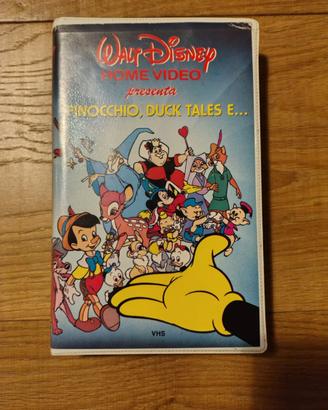 WALT DISNEY
HOME VIDEO
presenta
PINOCCHIO, DUCK TALES E...
VHS